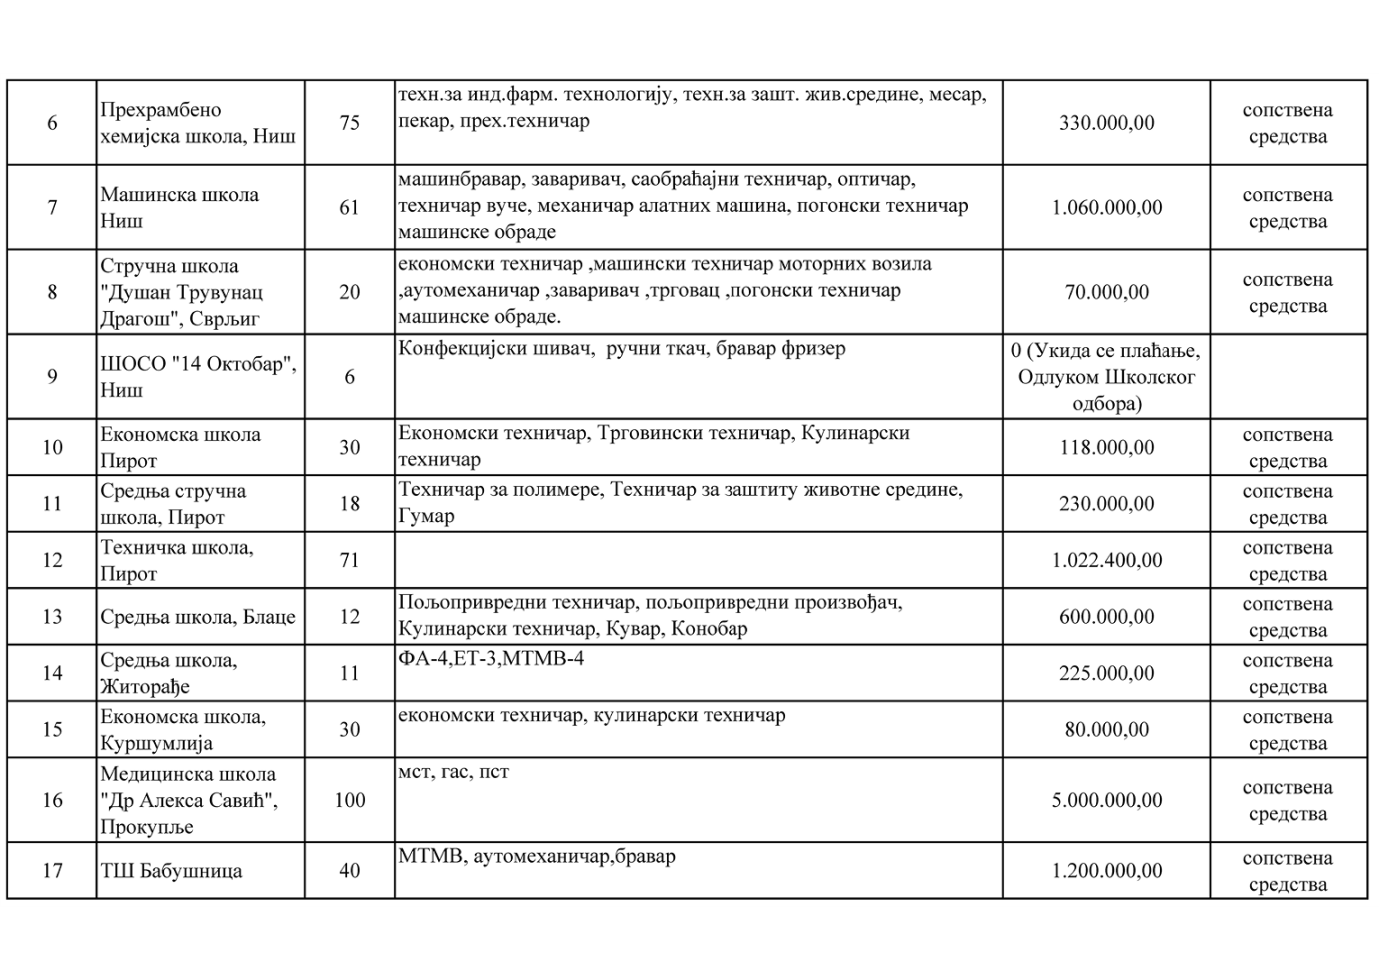 6
Прехрамбено
хемијска школа, Ниш
75
техн.за инд.фарм. технологију, техн.за зашт. жив.средине, месар,
пекар, прех.техничар
330.000,00
сопствена
средства
7
Машинска школа
Ниш
61
машинбравар, заваривач, саобраћајни техничар, оптичар,
техничар вуче, механичар алатних машина, погонски техничар
машинске обраде
1.060.000,00
сопствена
средства
8
Стручна школа
"Душан Трувунац
Драгош", Сврљиг
20
економски техничар ,машински техничар моторних возила
,аутомеханичар ,заваривач ,трговац ,погонски техничар
машинске обраде.
70.000,00
сопствена
средства
9
ШОСО "14 Октобар",
Ниш
6
Конфекцијски шивач, ручни ткач, бравар фризер
0 (Укида се плаћање,
Одлуком Школског
одбора)
10
Економска школа
Пирот
30
Економски техничар, Трговински техничар, Кулинарски
техничар
118.000,00
сопствена
средства
11
Средња стручна
школа, Пирот
18
Техничар за полимере, Техничар за заштиту животне средине,
Гумар
230.000,00
сопствена
средства
12
Техничка школа,
Пирот
71
1.022.400,00
сопствена
средства
13
Средња школа, Блаце
12
Пољопривредни техничар, пољопривредни произвођач,
Кулинарски техничар, Кувар, Конобар
600.000,00
сопствена
средства
14
Средња школа,
Житорађе
11
ФА-4,ЕТ-3,МТМВ-4
225.000,00
сопствена
средства
15
Економска школа,
Куршумлија
30
економски техничар, кулинарски техничар
80.000,00
сопствена
средства
16
Медицинска школа
"Др Алекса Савић",
Прокупље
100
мст, гас, пст
5.000.000,00
сопствена
средства
17
ТШ Бабушница
40
МТМВ, аутомеханичар,бравар
1.200.000,00
сопствена
средства